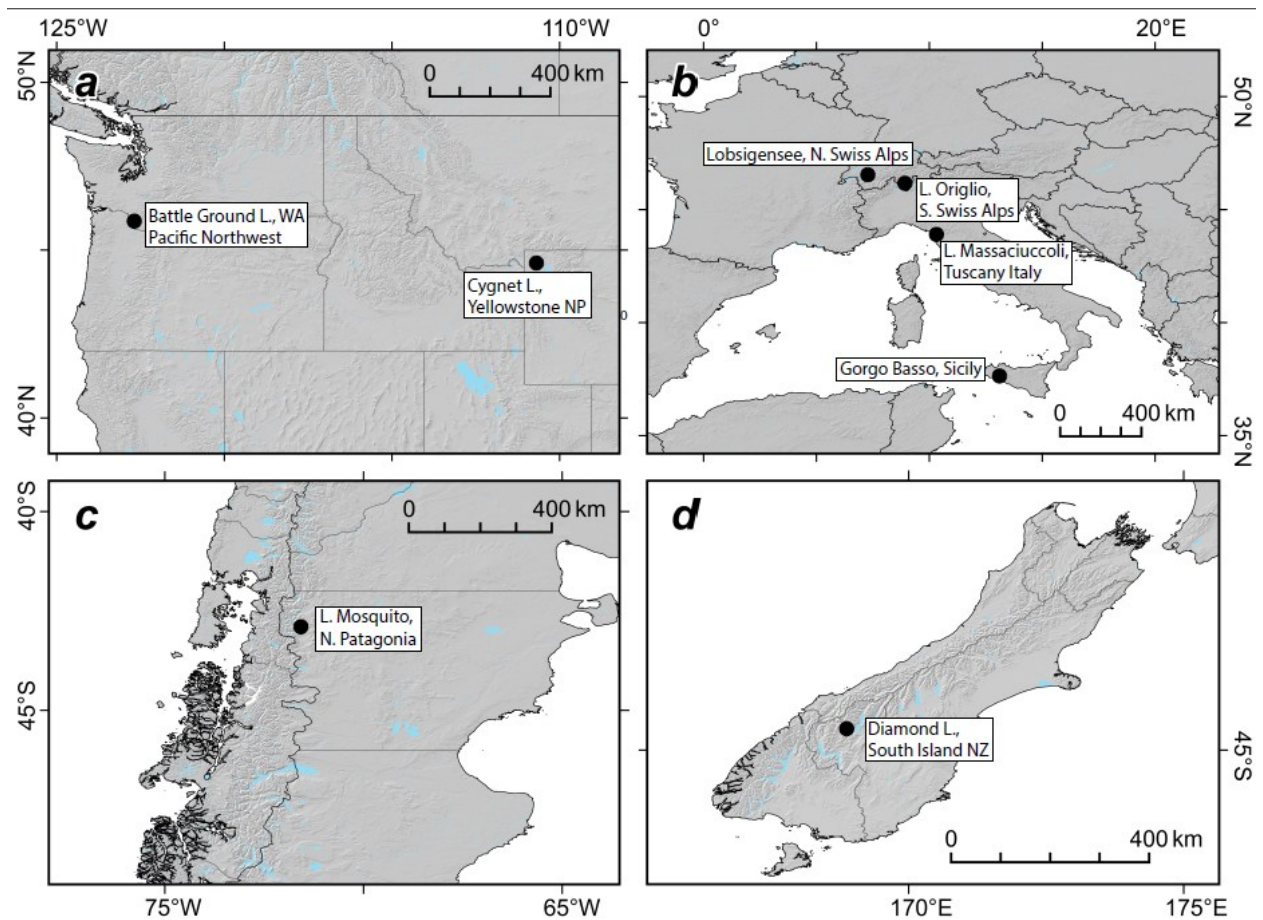 125°W
110°W
0°
20°E
50°N
a
0
400 km
Battle Ground L., WA
Pacific Northwest
Cygnet L.,
Yellowstone NP
40°N
b
50°N
Lobsigensee, N. Swiss Alps
L. Origlio,
S. Swiss Alps
L. Massaciuccoli,
Tuscany Italy
Gorgo Basso, Sicily
0
400 km
35°N
40°S
c
0
400 km
L. Mosquito,
N. Patagonia
45°S
75°W
65°W
d
Diamond L.,
South Island NZ
45°S
0
400 km
170°E
175°E